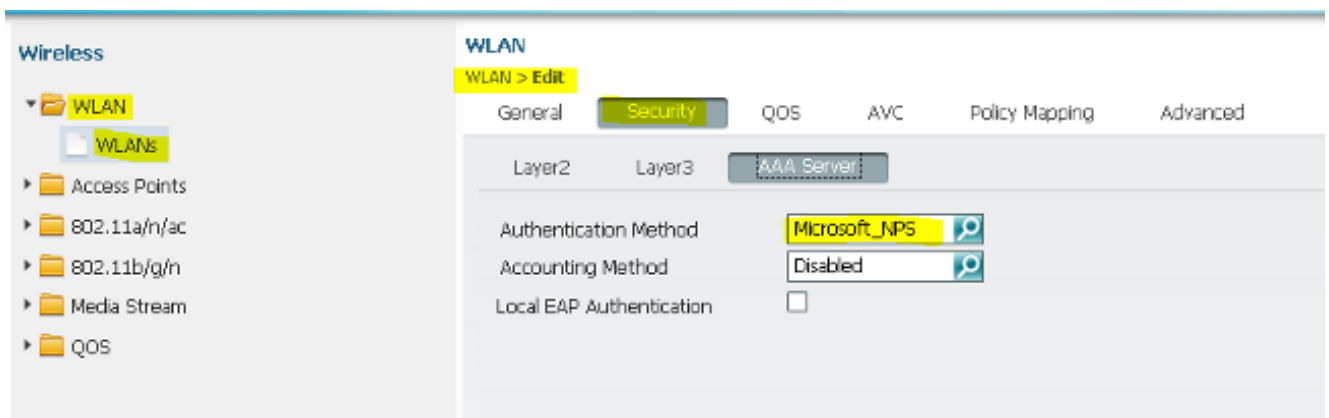 Wireless
WLAN
WLANs
Access Points
802.11a/n/ac
802.11b/g/n
Media Stream
QOS
WLAN
WLAN > Edit
General Security QOS AVC Policy Mapping Advanced
Layer2 Layer3 AAA Server
Authentication Method Microsoft_NPS
Accounting Method Disabled
Local EAP Authentication